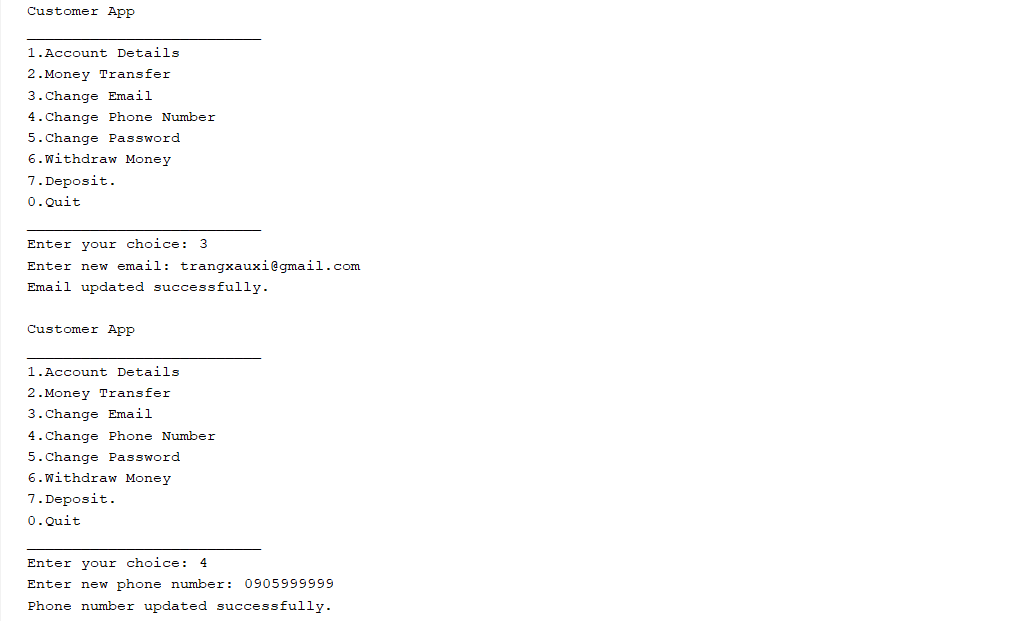 Customer App
__________________________
1.Account Details
2.Money Transfer
3.Change Email
4.Change Phone Number
5.Change Password
6.Withdraw Money
7.Deposit.
0.Quit
__________________________
Enter your choice: 3
Enter new email: trangxauxi@gmail.com
Email updated successfully.

Customer App
__________________________
1.Account Details
2.Money Transfer
3.Change Email
4.Change Phone Number
5.Change Password
6.Withdraw Money
7.Deposit.
0.Quit
__________________________
Enter your choice: 4
Enter new phone number: 0905999999
Phone number updated successfully.